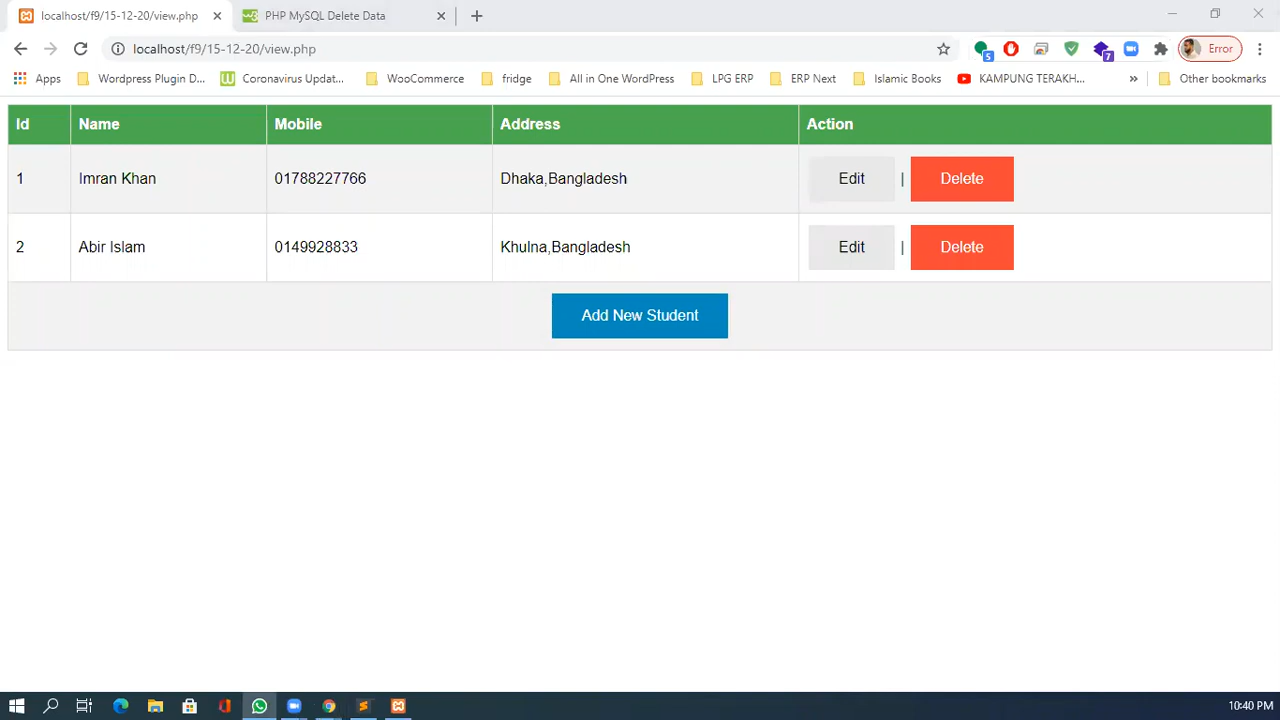 localhost/f9/15-12-20/view.php PHP MySQL Delete Data
localhost/f9/15-12-20/view.php 5 7 Error
Apps Wordpress Plugin D... Coronavirus Updat... WooCommerce fridge All in One WordPress LPG ERP ERP Next Islamic Books KAMPUNG TERAKH... » Other bookmarks
Id Name Mobile Address Action
1 Imran Khan 01788227766 Dhaka,Bangladesh Edit | Delete
2 Abir Islam 0149928833 Khulna,Bangladesh Edit | Delete
Add New Student
10:40 PM